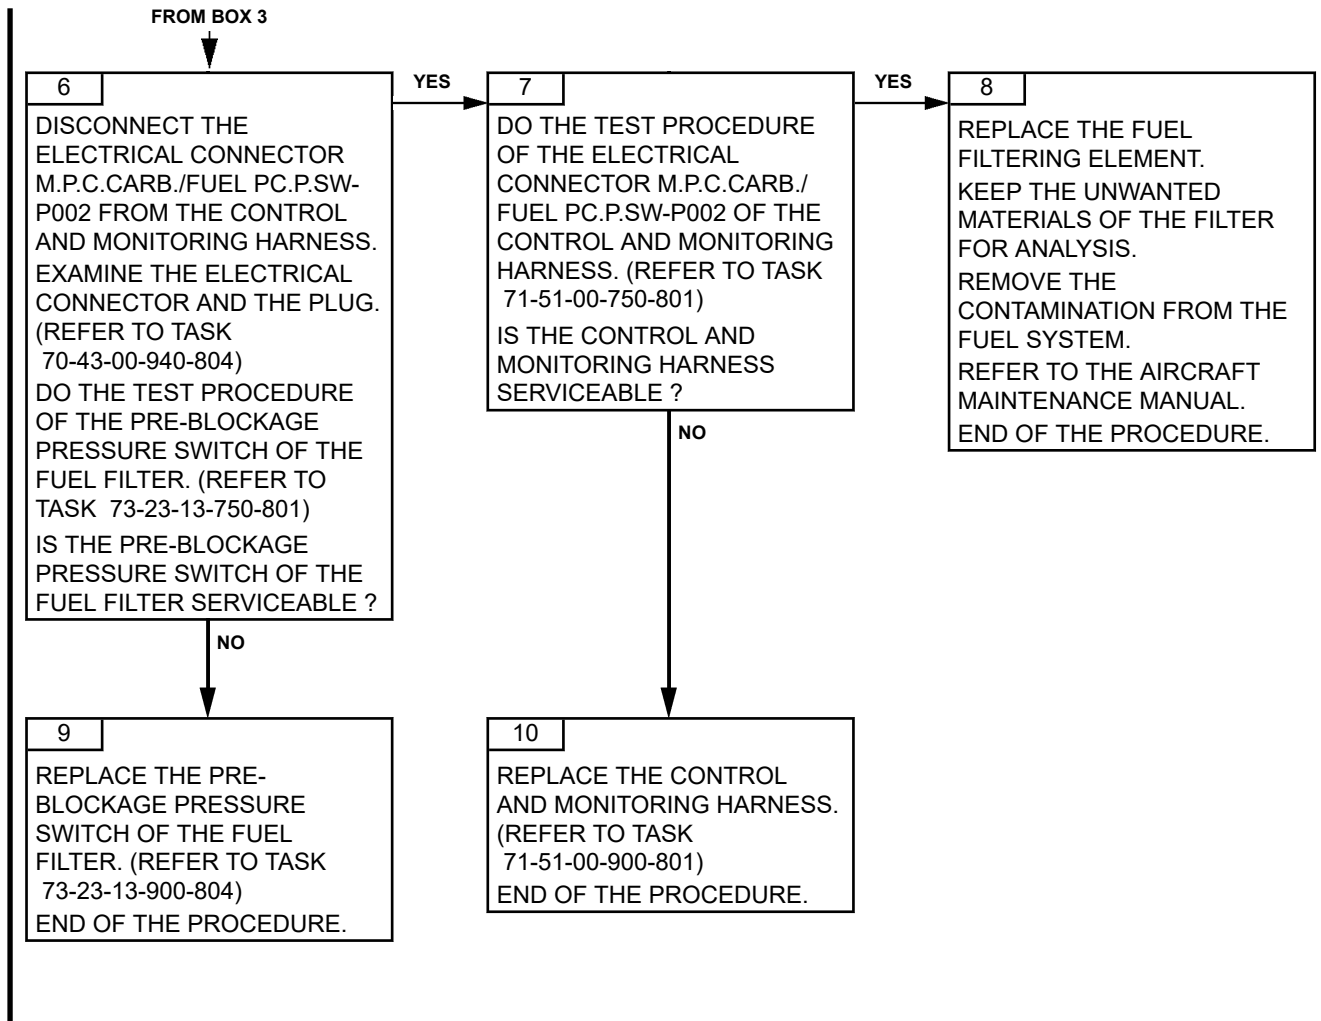 FROM BOX 3
6
DISCONNECT THE
ELECTRICAL CONNECTOR
M.P.C.CARB./FUEL PC.P.SW-
P002 FROM THE CONTROL
AND MONITORING HARNESS.
EXAMINE THE ELECTRICAL
CONNECTOR AND THE PLUG.
(REFER TO TASK
70-43-00-940-804)
DO THE TEST PROCEDURE
OF THE PRE-BLOCKAGE
PRESSURE SWITCH OF THE
FUEL FILTER. (REFER TO
TASK 73-23-13-750-801)
IS THE PRE-BLOCKAGE
PRESSURE SWITCH OF THE
FUEL FILTER SERVICEABLE ?
YES
7
DO THE TEST PROCEDURE
OF THE ELECTRICAL
CONNECTOR M.P.C.CARB./
FUEL PC.P.SW-P002 OF THE
CONTROL AND MONITORING
HARNESS. (REFER TO TASK
71-51-00-750-801)
IS THE CONTROL AND
MONITORING HARNESS
SERVICEABLE ?
YES
8
REPLACE THE FUEL
FILTERING ELEMENT.
KEEP THE UNWANTED
MATERIALS OF THE FILTER
FOR ANALYSIS.
REMOVE THE
CONTAMINATION FROM THE
FUEL SYSTEM.
REFER TO THE AIRCRAFT
MAINTENANCE MANUAL.
END OF THE PROCEDURE.
NO
NO
9
REPLACE THE PRE-
BLOCKAGE PRESSURE
SWITCH OF THE FUEL
FILTER. (REFER TO TASK
73-23-13-900-804)
END OF THE PROCEDURE.
10
REPLACE THE CONTROL
AND MONITORING HARNESS.
(REFER TO TASK
71-51-00-900-801)
END OF THE PROCEDURE.